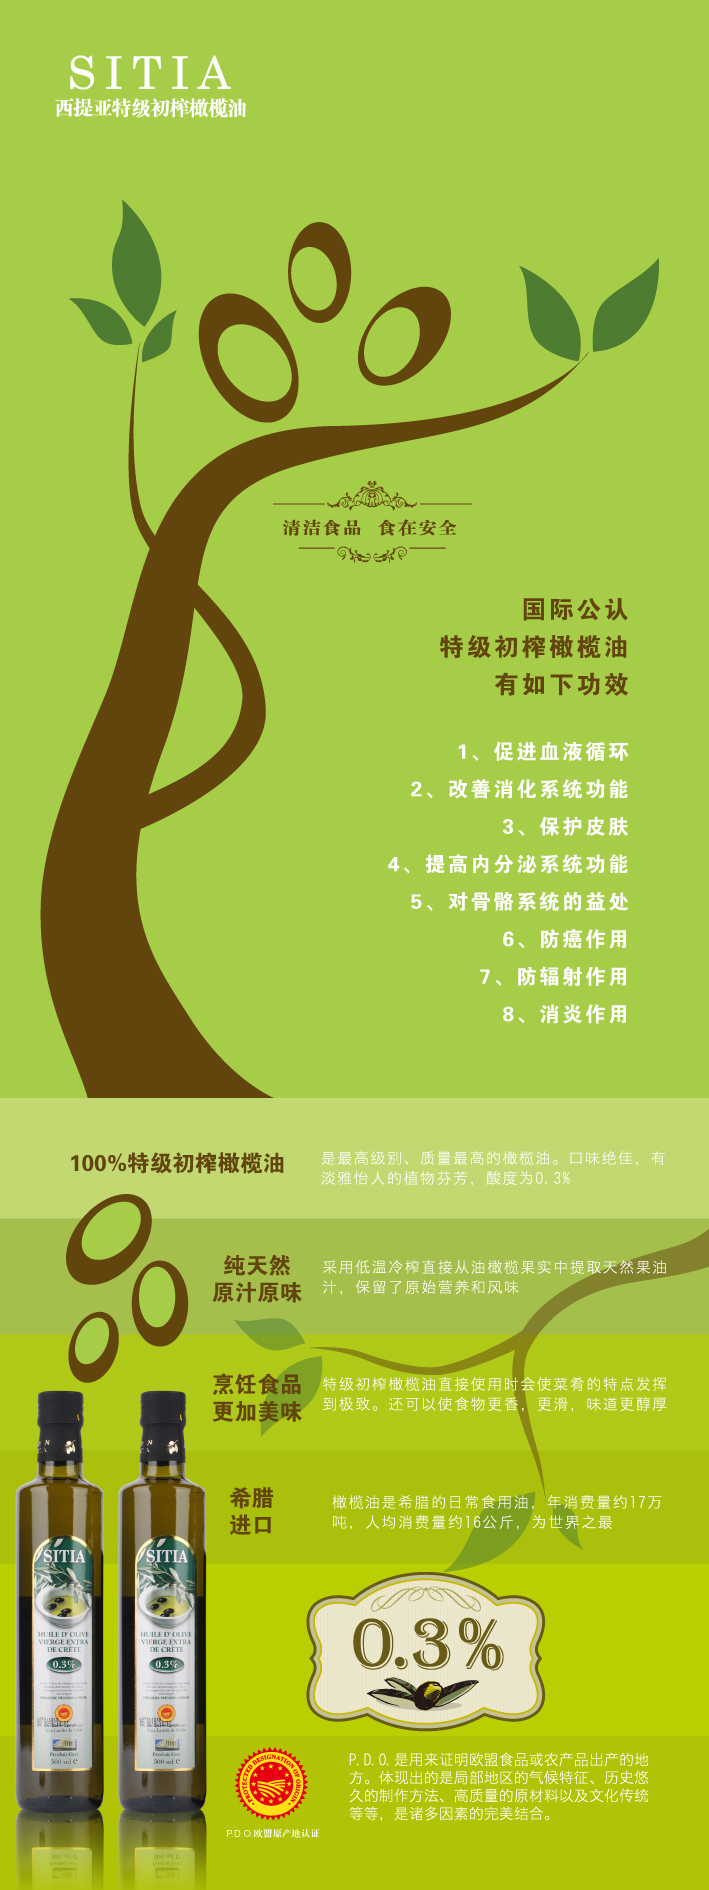 SITIA
西提亚特级初榨橄榄油
清洁食品 食在安全
国际公认
特级初榨橄榄油
有如下功效
1、促进血液循环
2、改善消化系统功能
3、保护皮肤
4、提高内分泌系统功能
5、对骨骼系统的益处
6、防癌作用
7、防辐射作用
8、消炎作用
100%特级初榨橄榄油
是最高级别、质量最高的橄榄油。口味绝佳，有
淡雅怡人的植物芬芳，酸度为0.3%
纯天然
原汁原味
采用低温冷榨直接从油橄榄果实中提取天然果油
汁，保留了原始营养和风味
烹饪食品
更加美味
特级初榨橄榄油直接使用时会使菜肴的特点发挥
到极致。还可以使食物更香，更滑，味道更醇厚
希腊
进口
橄榄油是希腊的日常食用油，年消费量约17万
吨，人均消费量约16公斤，为世界之最
SITIA
HUILE D'OLIVE
VIERGE EXTRA
DE CRÈTE
0.3%
Produit Grec
500 ml e
SITIA
HUILE D'OLIVE
VIERGE EXTRA
DE CRÈTE
0.3%
Produit Grec
500 ml e
0.3%
PROTECTED DESIGNATION OF ORIGIN
P.D.O.欧盟原产地认证
P.D.O.是用来证明欧盟食品或农产品出产的地
方。体现出的是局部地区的气候特征、历史悠
久的制作方法、高质量的原材料以及文化传统
等等，是诸多因素的完美结合。